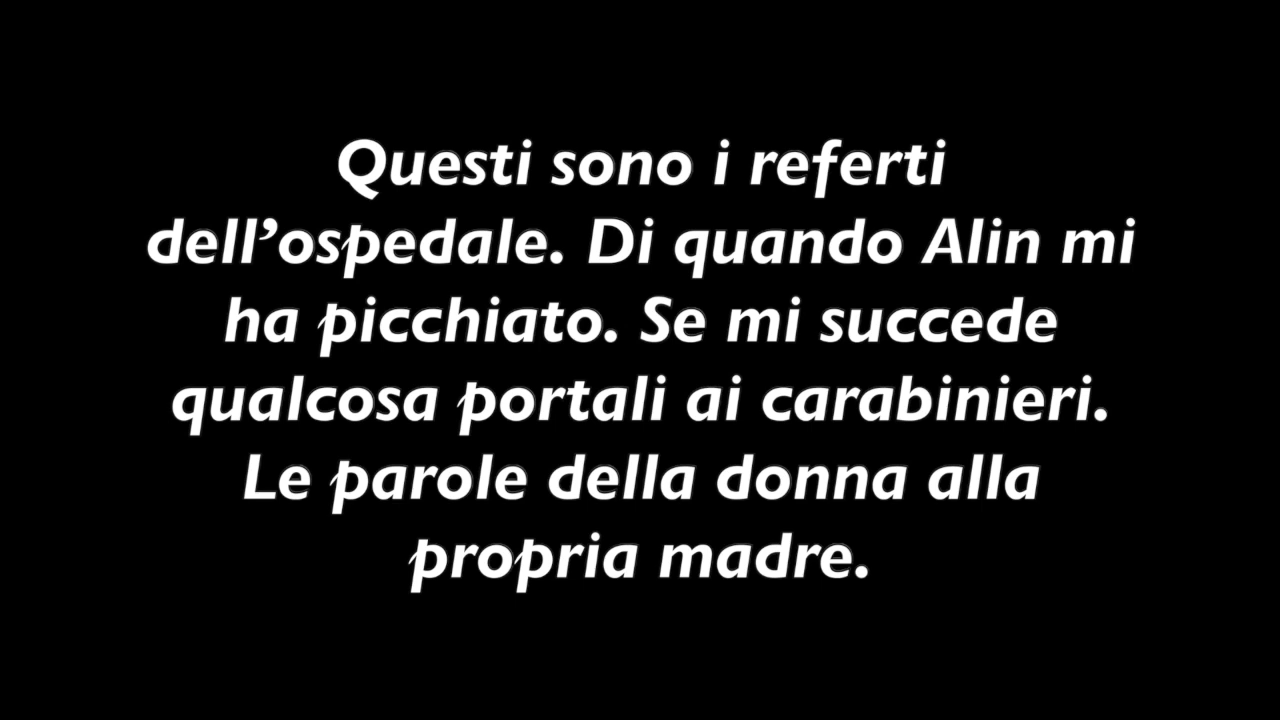 Questi sono i referti
dell’ospedale. Di quando Alin mi
ha picchiato. Se mi succede
qualcosa portali ai carabinieri.
Le parole della donna alla
propria madre.